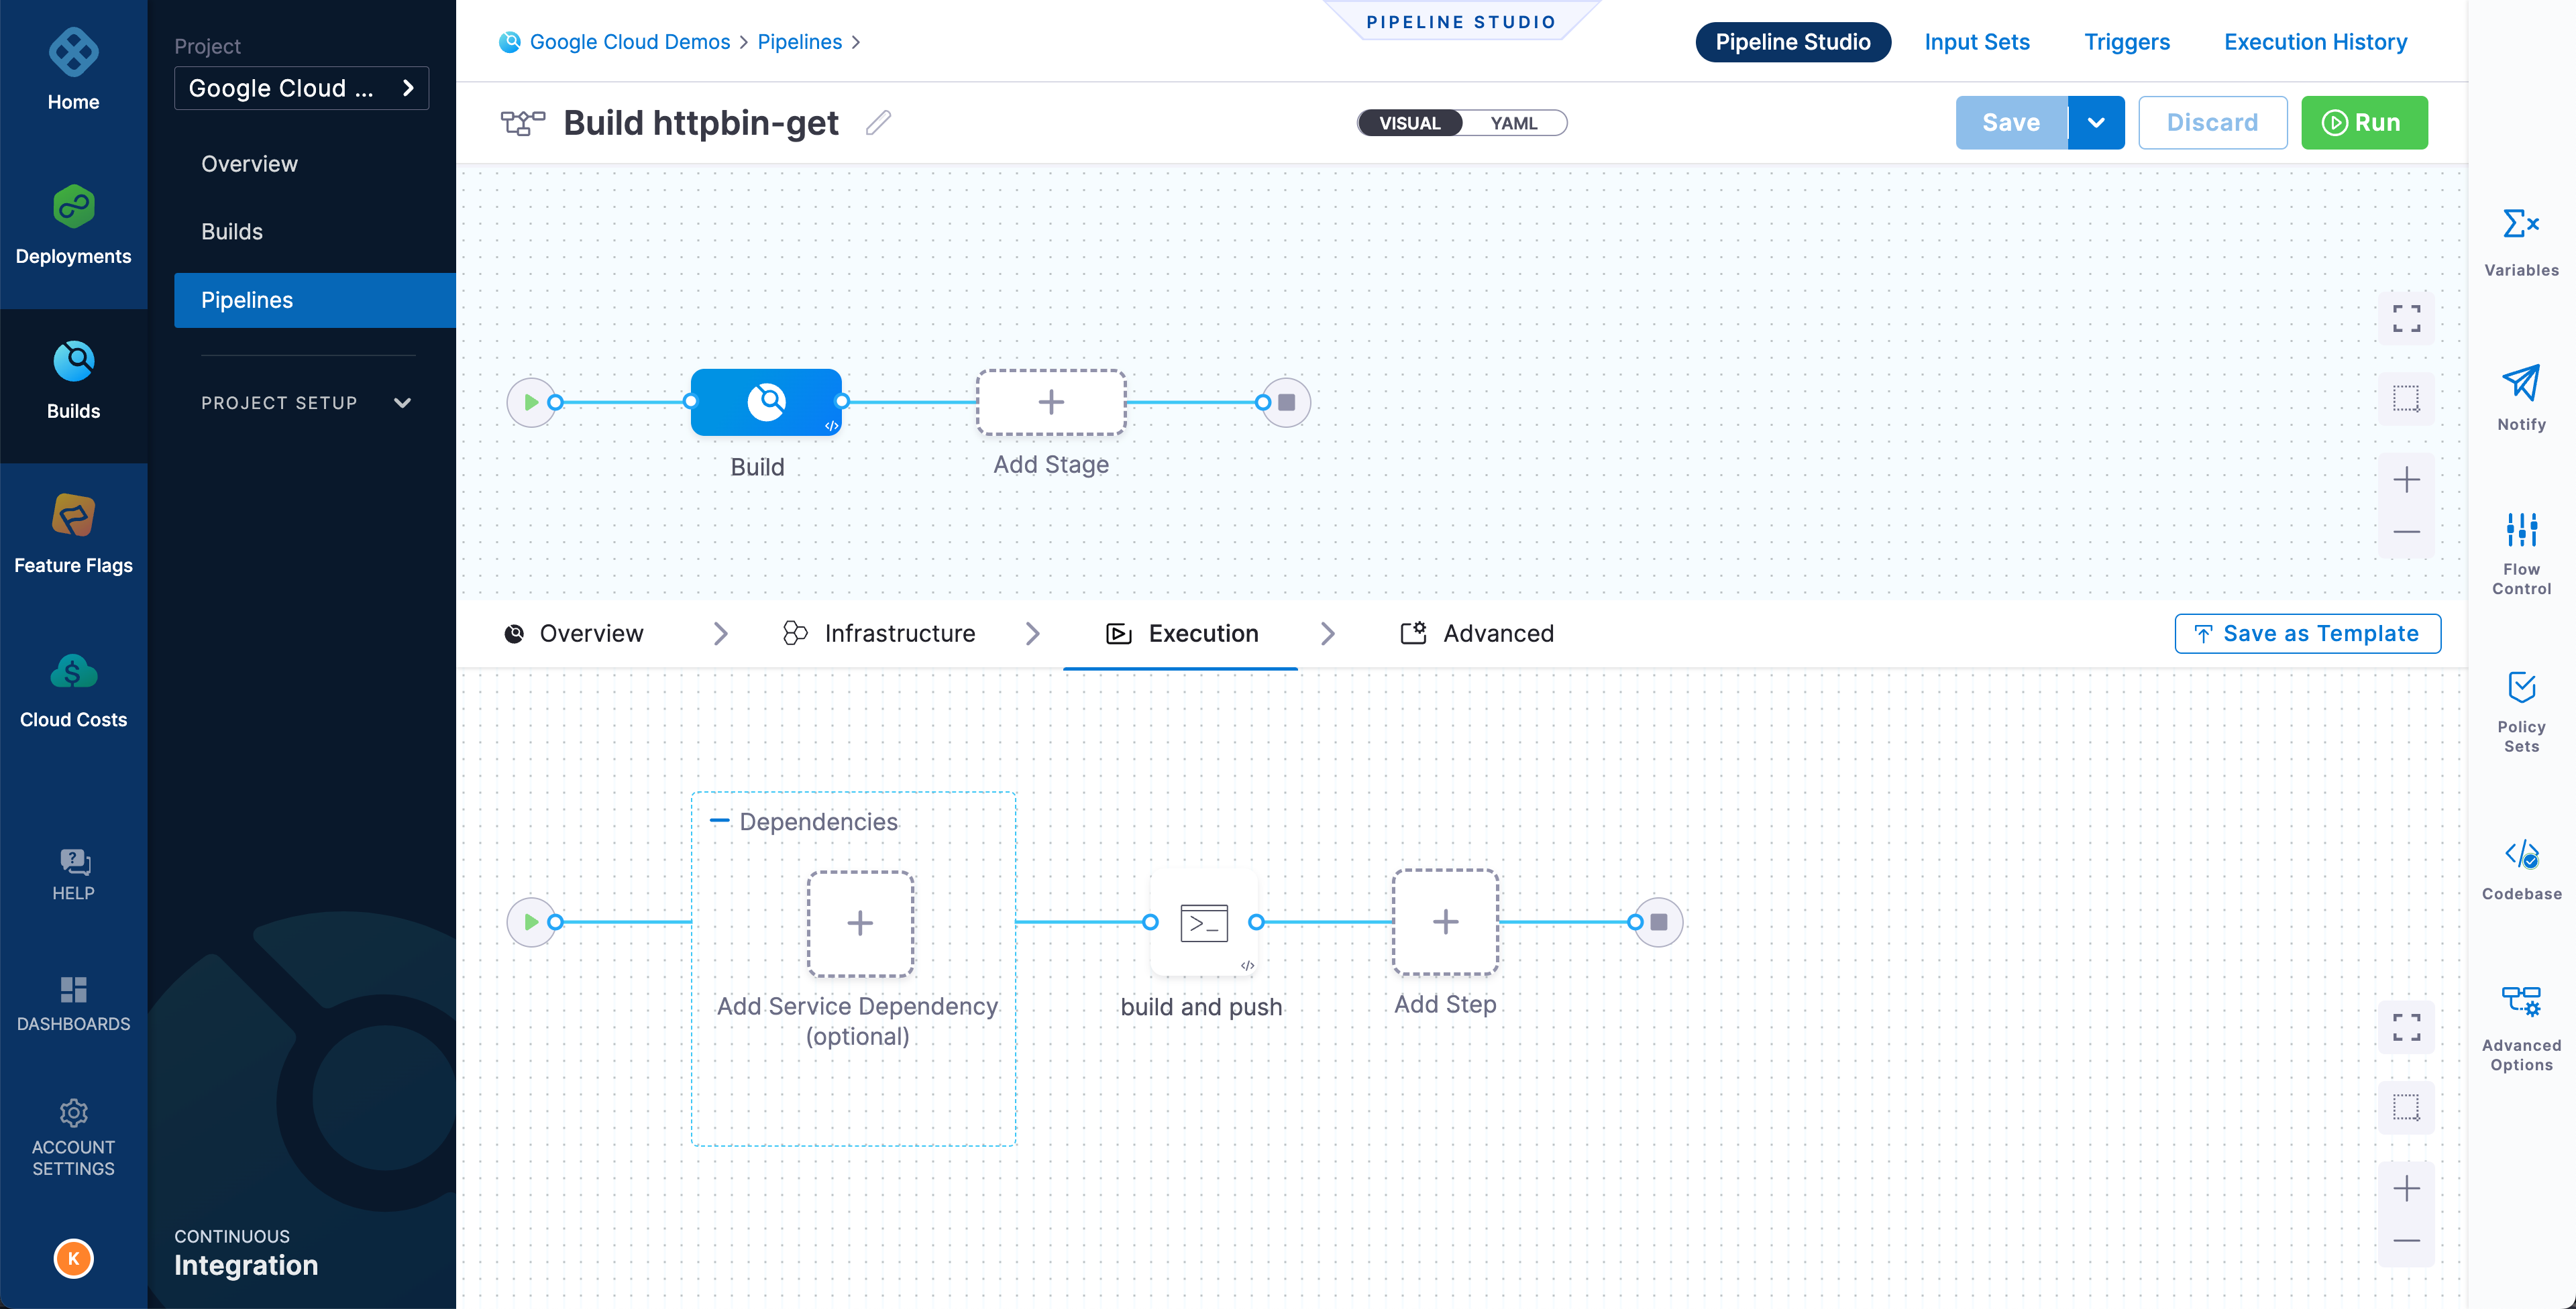 Home
Deployments
Builds
Feature Flags
Cloud Costs
HELP
DASHBOARDS
ACCOUNT
SETTINGS
K
Project
Google Cloud ...
Overview
Builds
Pipelines
PROJECT SETUP
CONTINUOUS
Integration
Google Cloud Demos > Pipelines >
PIPELINE STUDIO
Pipeline Studio
Input Sets
Triggers
Execution History
Build httpbin-get
VISUAL
YAML
Save
Discard
Run
Build
Add Stage
Overview
Infrastructure
Execution
Advanced
Save as Template
Dependencies
Add Service Dependency
(optional)
build and push
Add Step
Variables
Notify
Flow
Control
Policy
Sets
Codebase
Advanced
Options